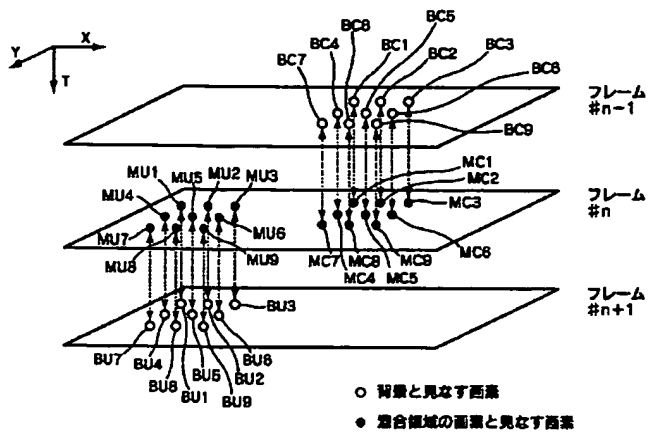 BC5
BC8
BC4
BC1
BC3
BC2
BC7
BC6
BC9
X
Y
T
フレーム
#n-1
MU1
MU5
MU2
MU3
MU4
MU7
MU8
MU9
MU6
MC1
MC2
MC3
MC6
MC7
MC8
MC9
MC4
MC5
フレーム
#n
BU3
BU7
BU4
BU8
BU1
BU5
BU9
BU2
BU6
フレーム
#n+1
○ 背景と見なす画素
● 混合領域の画素と見なす画素